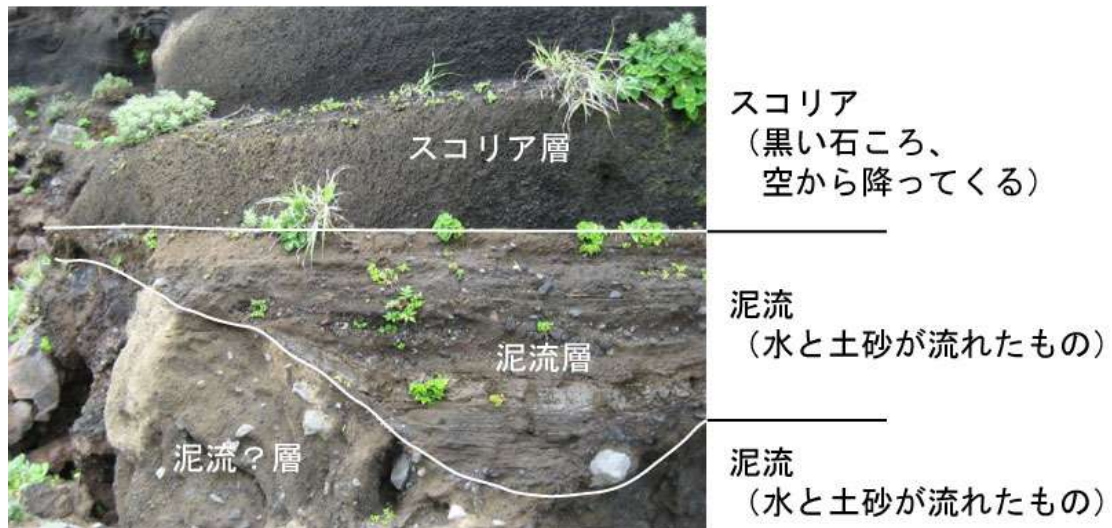 スコリア層
泥流層
泥流？層
スコリア
（黒い石ころ、
空から降ってくる）
泥流
（水と土砂が流れたもの）
泥流
（水と土砂が流れたもの）